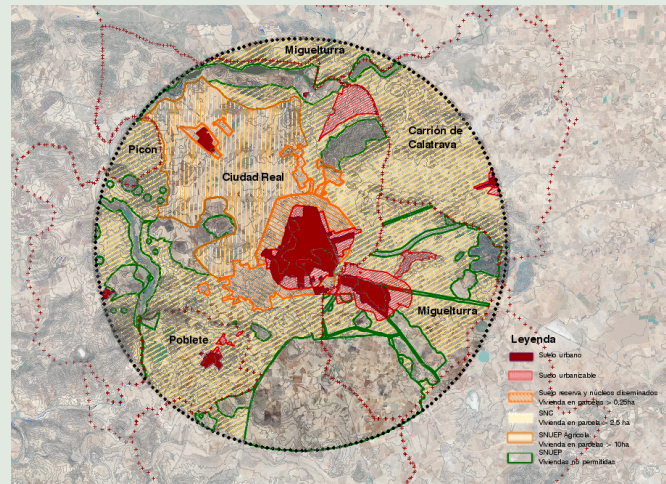 Miguelturra
Carrión de
Calatrava
Picon
Ciudad Real
Miguelturra
Poblete
Leyenda
Suelo urbano
Suelo urbanizable
Suelo reserva y núcleos diseminados
Vivienda en parcelas > 0,25ha
SNC
Vivienda en parcela > 2,5 ha
SNUEP Agrícola
Vivienda en parcelas > 10ha
SNUEP
Viviendas no permitidas